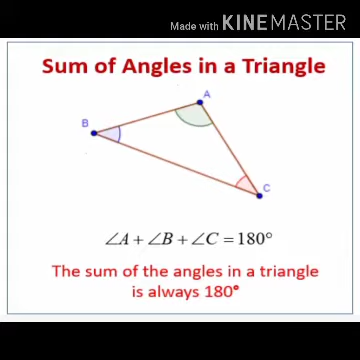 Made with KINEMASTER
Sum of Angles in a Triangle
A
B
C
∠A + ∠B + ∠C = 180°
The sum of the angles in a triangle
is always 180°